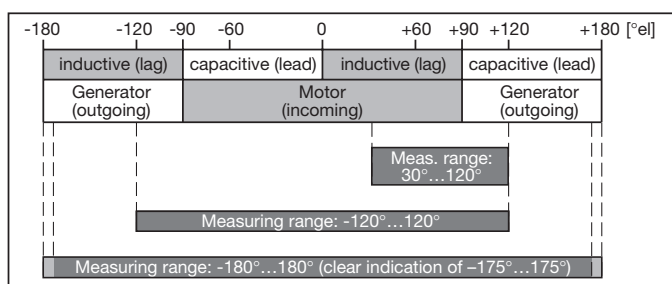 -180 -120 -90 -60 0 +60 +90 +120 +180 [°el]
inductive (lag) capacitive (lead) inductive (lag) capacitive (lead)
Generator (outgoing) Motor (incoming) Generator (outgoing)
Meas. range:
30°...120°
Measuring range: -120°...120°
Measuring range: -180°...180° (clear indication of –175°...175°)